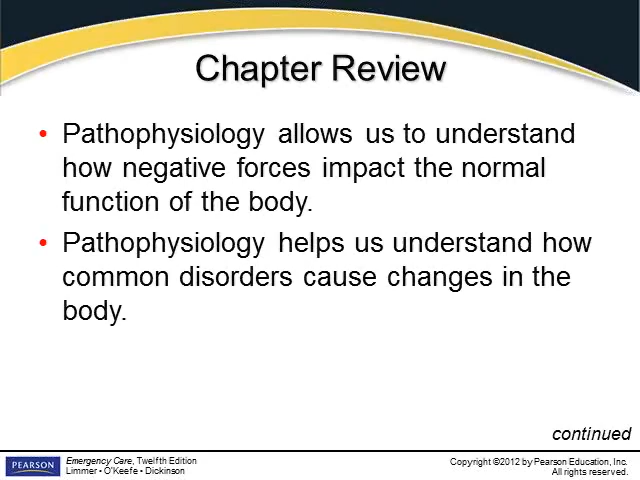 Chapter Review
• Pathophysiology allows us to understand
how negative forces impact the normal
function of the body.
• Pathophysiology helps us understand how
common disorders cause changes in the
body.
continued
PEARSON
Emergency Care, Twelfth Edition
Limmer • O'Keefe • Dickinson
Copyright ©2012 by Pearson Education, Inc.
All rights reserved.